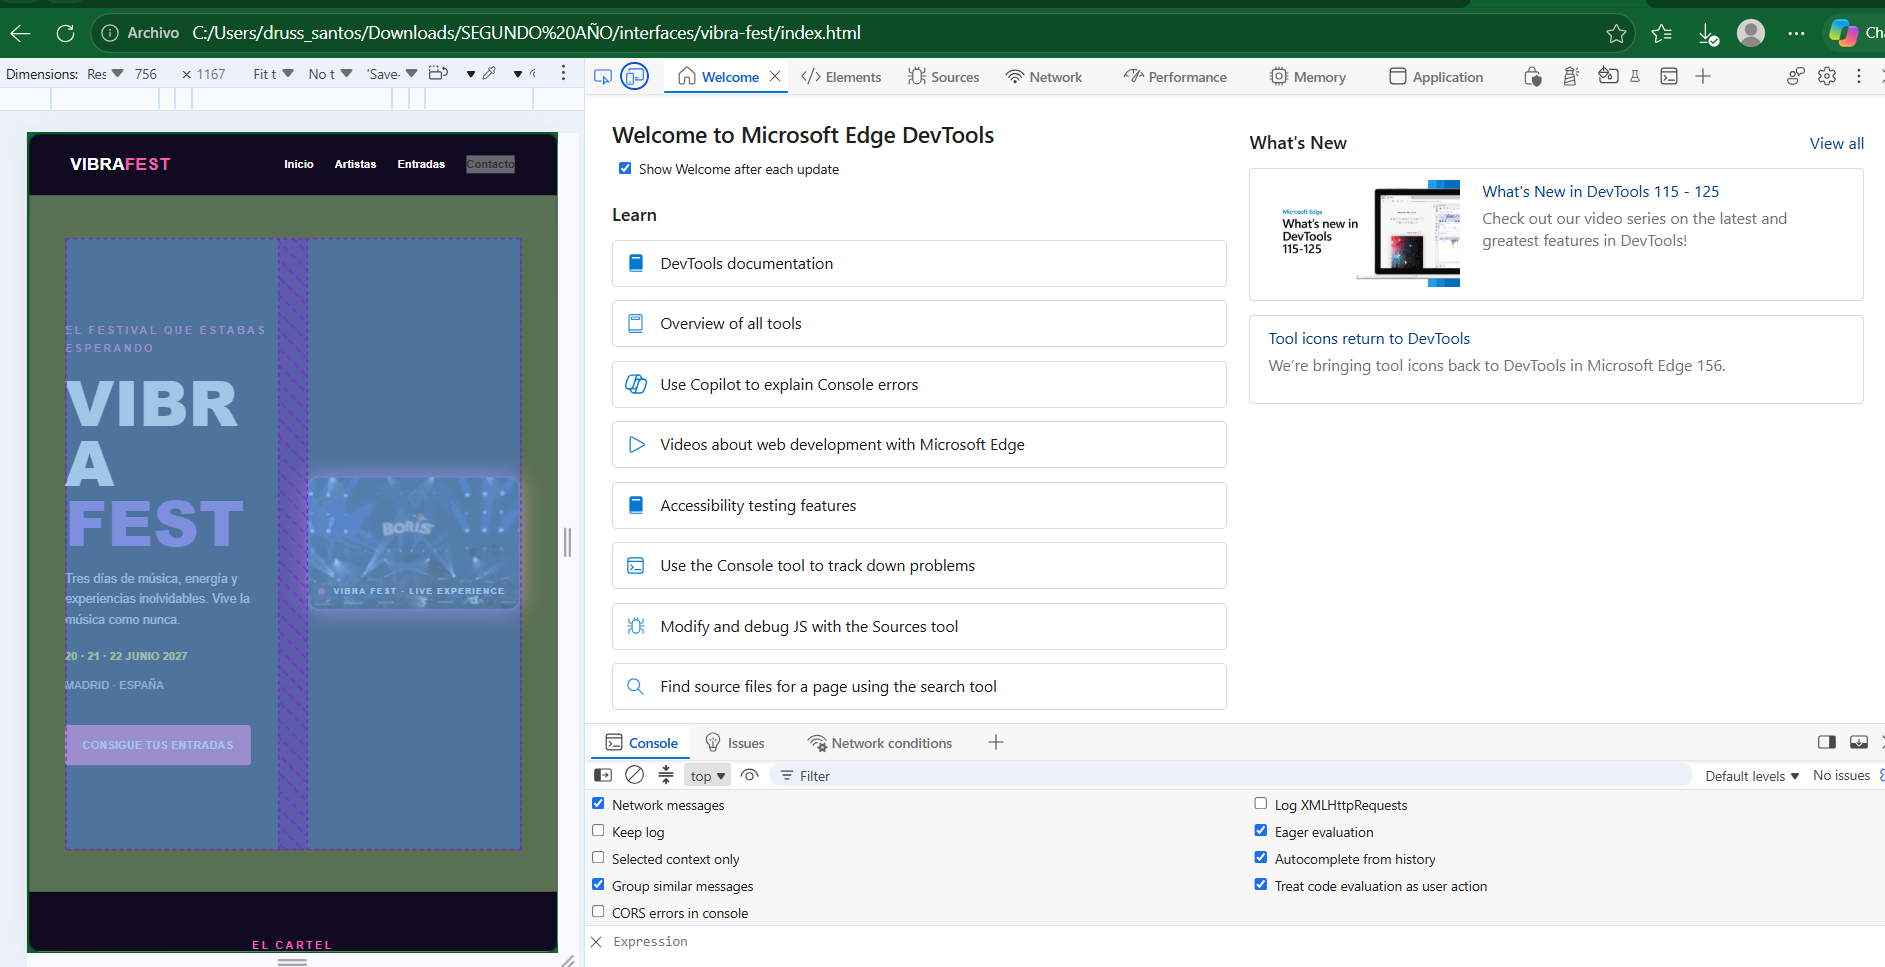 Archivo C:/Users/druss_santos/Downloads/SEGUNDO%20AÑO/interfaces/vibra-fest/index.html
Dimensions: Res 756 × 1167 Fit t No t 'Save-
Welcome Elements Sources Network Performance Memory Application
VIBRAFEST Inicio Artistas Entradas Contacto
EL FESTIVAL QUE ESTABAS
ESPERANDO
VIBR
A
FEST
BORIS
VIBRA FEST · LIVE EXPERIENCE
Tres días de música, energía y
experiencias inolvidables. Vive la
música como nunca.
20 · 21 · 22 JUNIO 2027
MADRID · ESPAÑA
CONSIGUE TUS ENTRADAS
EL CARTEL
Welcome to Microsoft Edge DevTools
Show Welcome after each update
Learn
DevTools documentation
Overview of all tools
Use Copilot to explain Console errors
Videos about web development with Microsoft Edge
Accessibility testing features
Use the Console tool to track down problems
Modify and debug JS with the Sources tool
Find source files for a page using the search tool
What's New View all
Microsoft Edge
What's new in
DevTools
115-125
What's New in DevTools 115 - 125
Check out our video series on the latest and
greatest features in DevTools!
Tool icons return to DevTools
We're bringing tool icons back to DevTools in Microsoft Edge 156.
Console Issues Network conditions
top Filter Default levels No issues
Network messages
Keep log
Selected context only
Group similar messages
CORS errors in console
Log XMLHttpRequests
Eager evaluation
Autocomplete from history
Treat code evaluation as user action
Expression